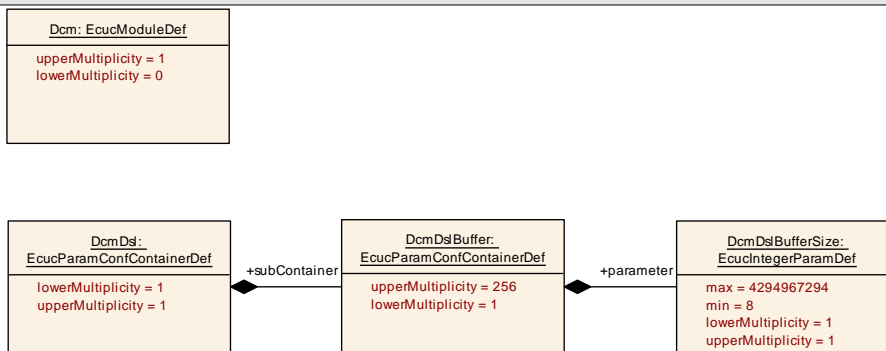 Dcm: EcucModuleDef
upperMultiplicity = 1
lowerMultiplicity = 0
DcmDsl:
EcucParamConfContainerDef
lowerMultiplicity = 1
upperMultiplicity = 1
+subContainer
DcmDslBuffer:
EcucParamConfContainerDef
upperMultiplicity = 256
lowerMultiplicity = 1
+parameter
DcmDslBufferSize:
EcucIntegerParamDef
max = 4294967294
min = 8
lowerMultiplicity = 1
upperMultiplicity = 1